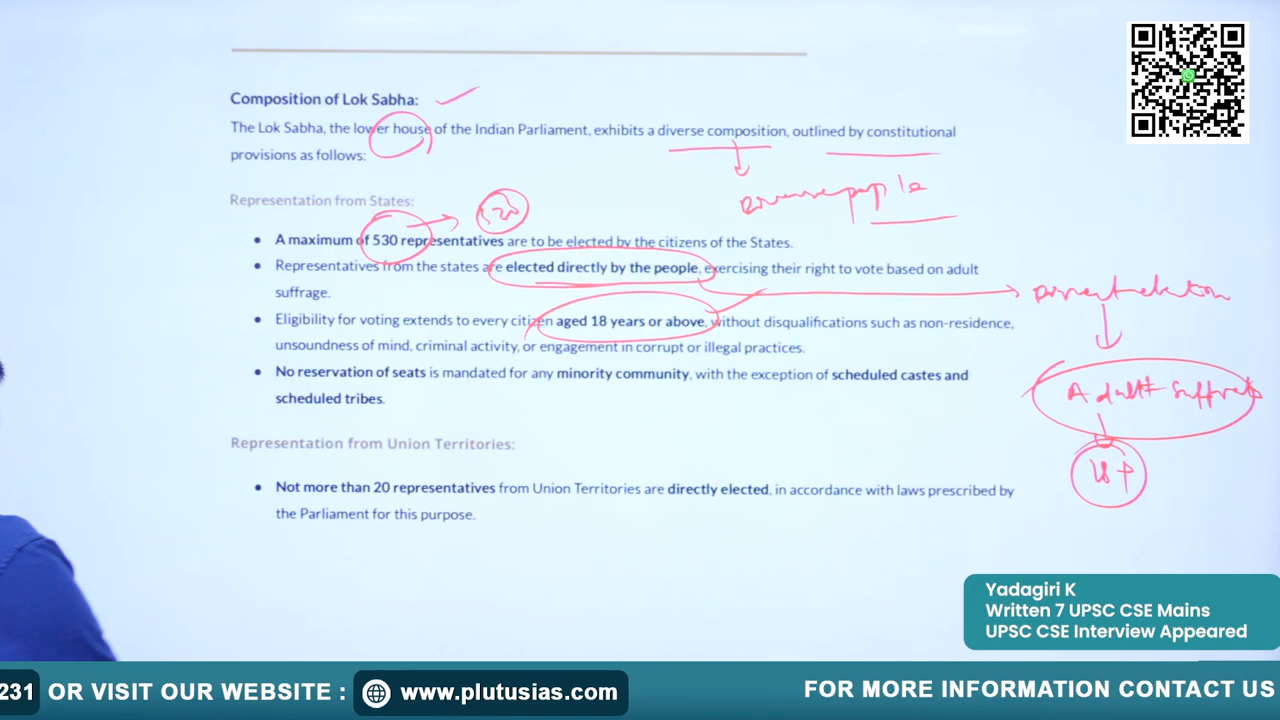 Composition of Lok Sabha:
The Lok Sabha, the lower house of the Indian Parliament, exhibits a diverse composition, outlined by constitutional
provisions as follows:
people
Representation from States:
A maximum of 530 representatives are to be elected by the citizens of the States.
Representatives from the states are elected directly by the people, exercising their right to vote based on adult
suffrage.
Eligibility for voting extends to every citizen aged 18 years or above, without disqualifications such as non-residence,
unsoundness of mind, criminal activity, or engagement in corrupt or illegal practices.
No reservation of seats is mandated for any minority community, with the exception of scheduled castes and
scheduled tribes.
Adult
18+
Representation from Union Territories:
Not more than 20 representatives from Union Territories are directly elected, in accordance with laws prescribed by
the Parliament for this purpose.
Yadagiri K
Written 7 UPSC CSE Mains
UPSC CSE Interview Appeared
231 OR VISIT OUR WEBSITE : www.plutusias.com FOR MORE INFORMATION CONTACT US